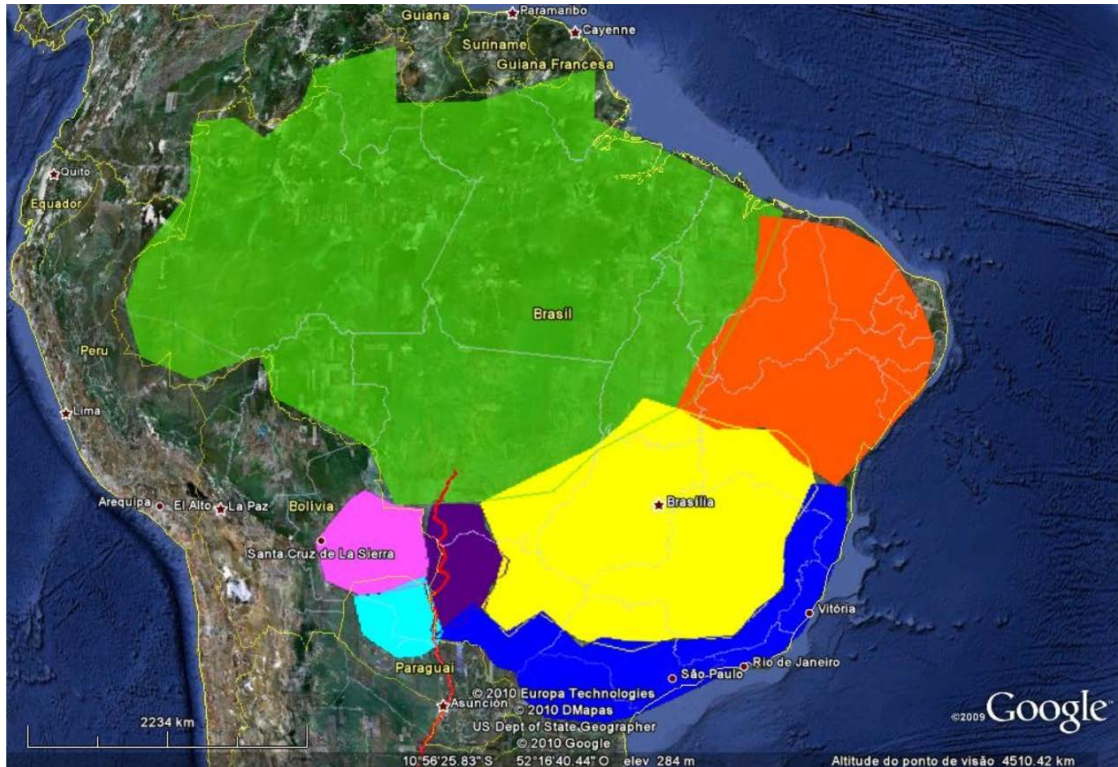 Guiana
Paramaribo
Suriname
Cayenne
Guiana Francesa
Quito
Equador
Brasil
Peru
Lima
Arequipa
El Alto
La Paz
Bolívia
Brasília
Santa Cruz de La Sierra
Vitória
Paraguai
São Paulo
Rio de Janeiro
Asunción
© 2010 Europa Technologies
© 2010 DMapas
US Dept of State Geographer
© 2010 Google
2234 km
©2009 Google
10°56'25.83" S 52°16'40.44" O elev 284 m
Altitude do ponto de visão 4510.42 km